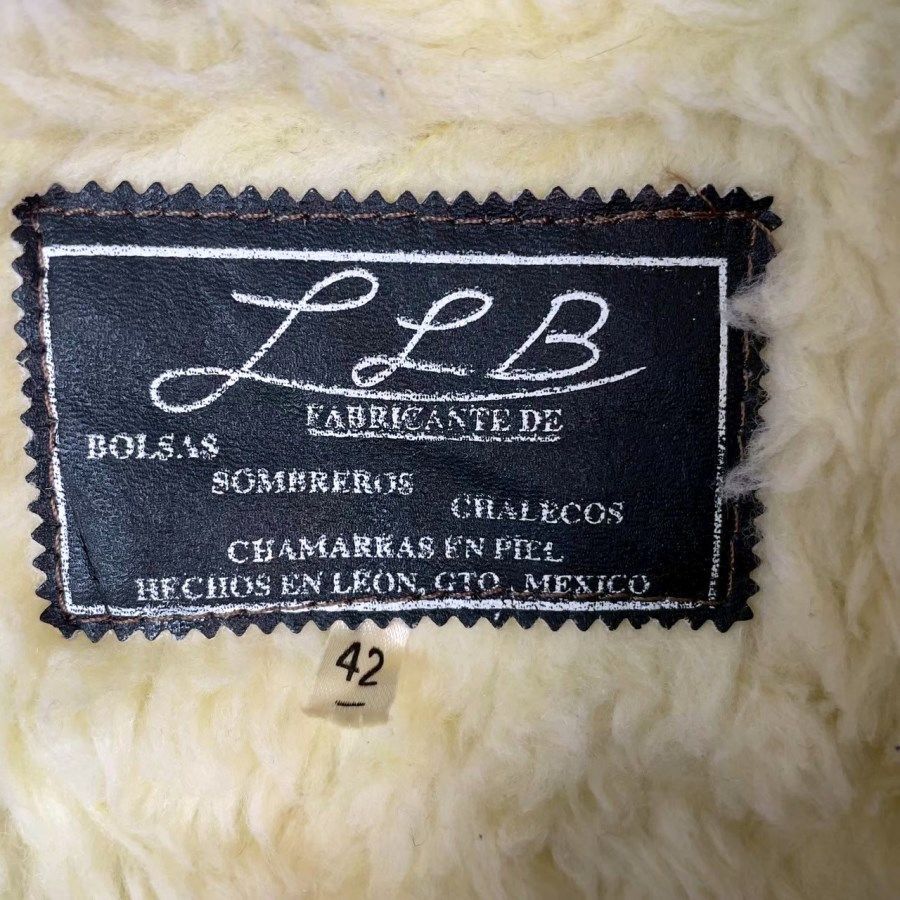 LLB
FABRICANTE DE
BOLSAS
SOMBREROS
CHALECOS
CHAMARRAS EN PIEL
HECHOS EN LEON, GTO., MEXICO
42